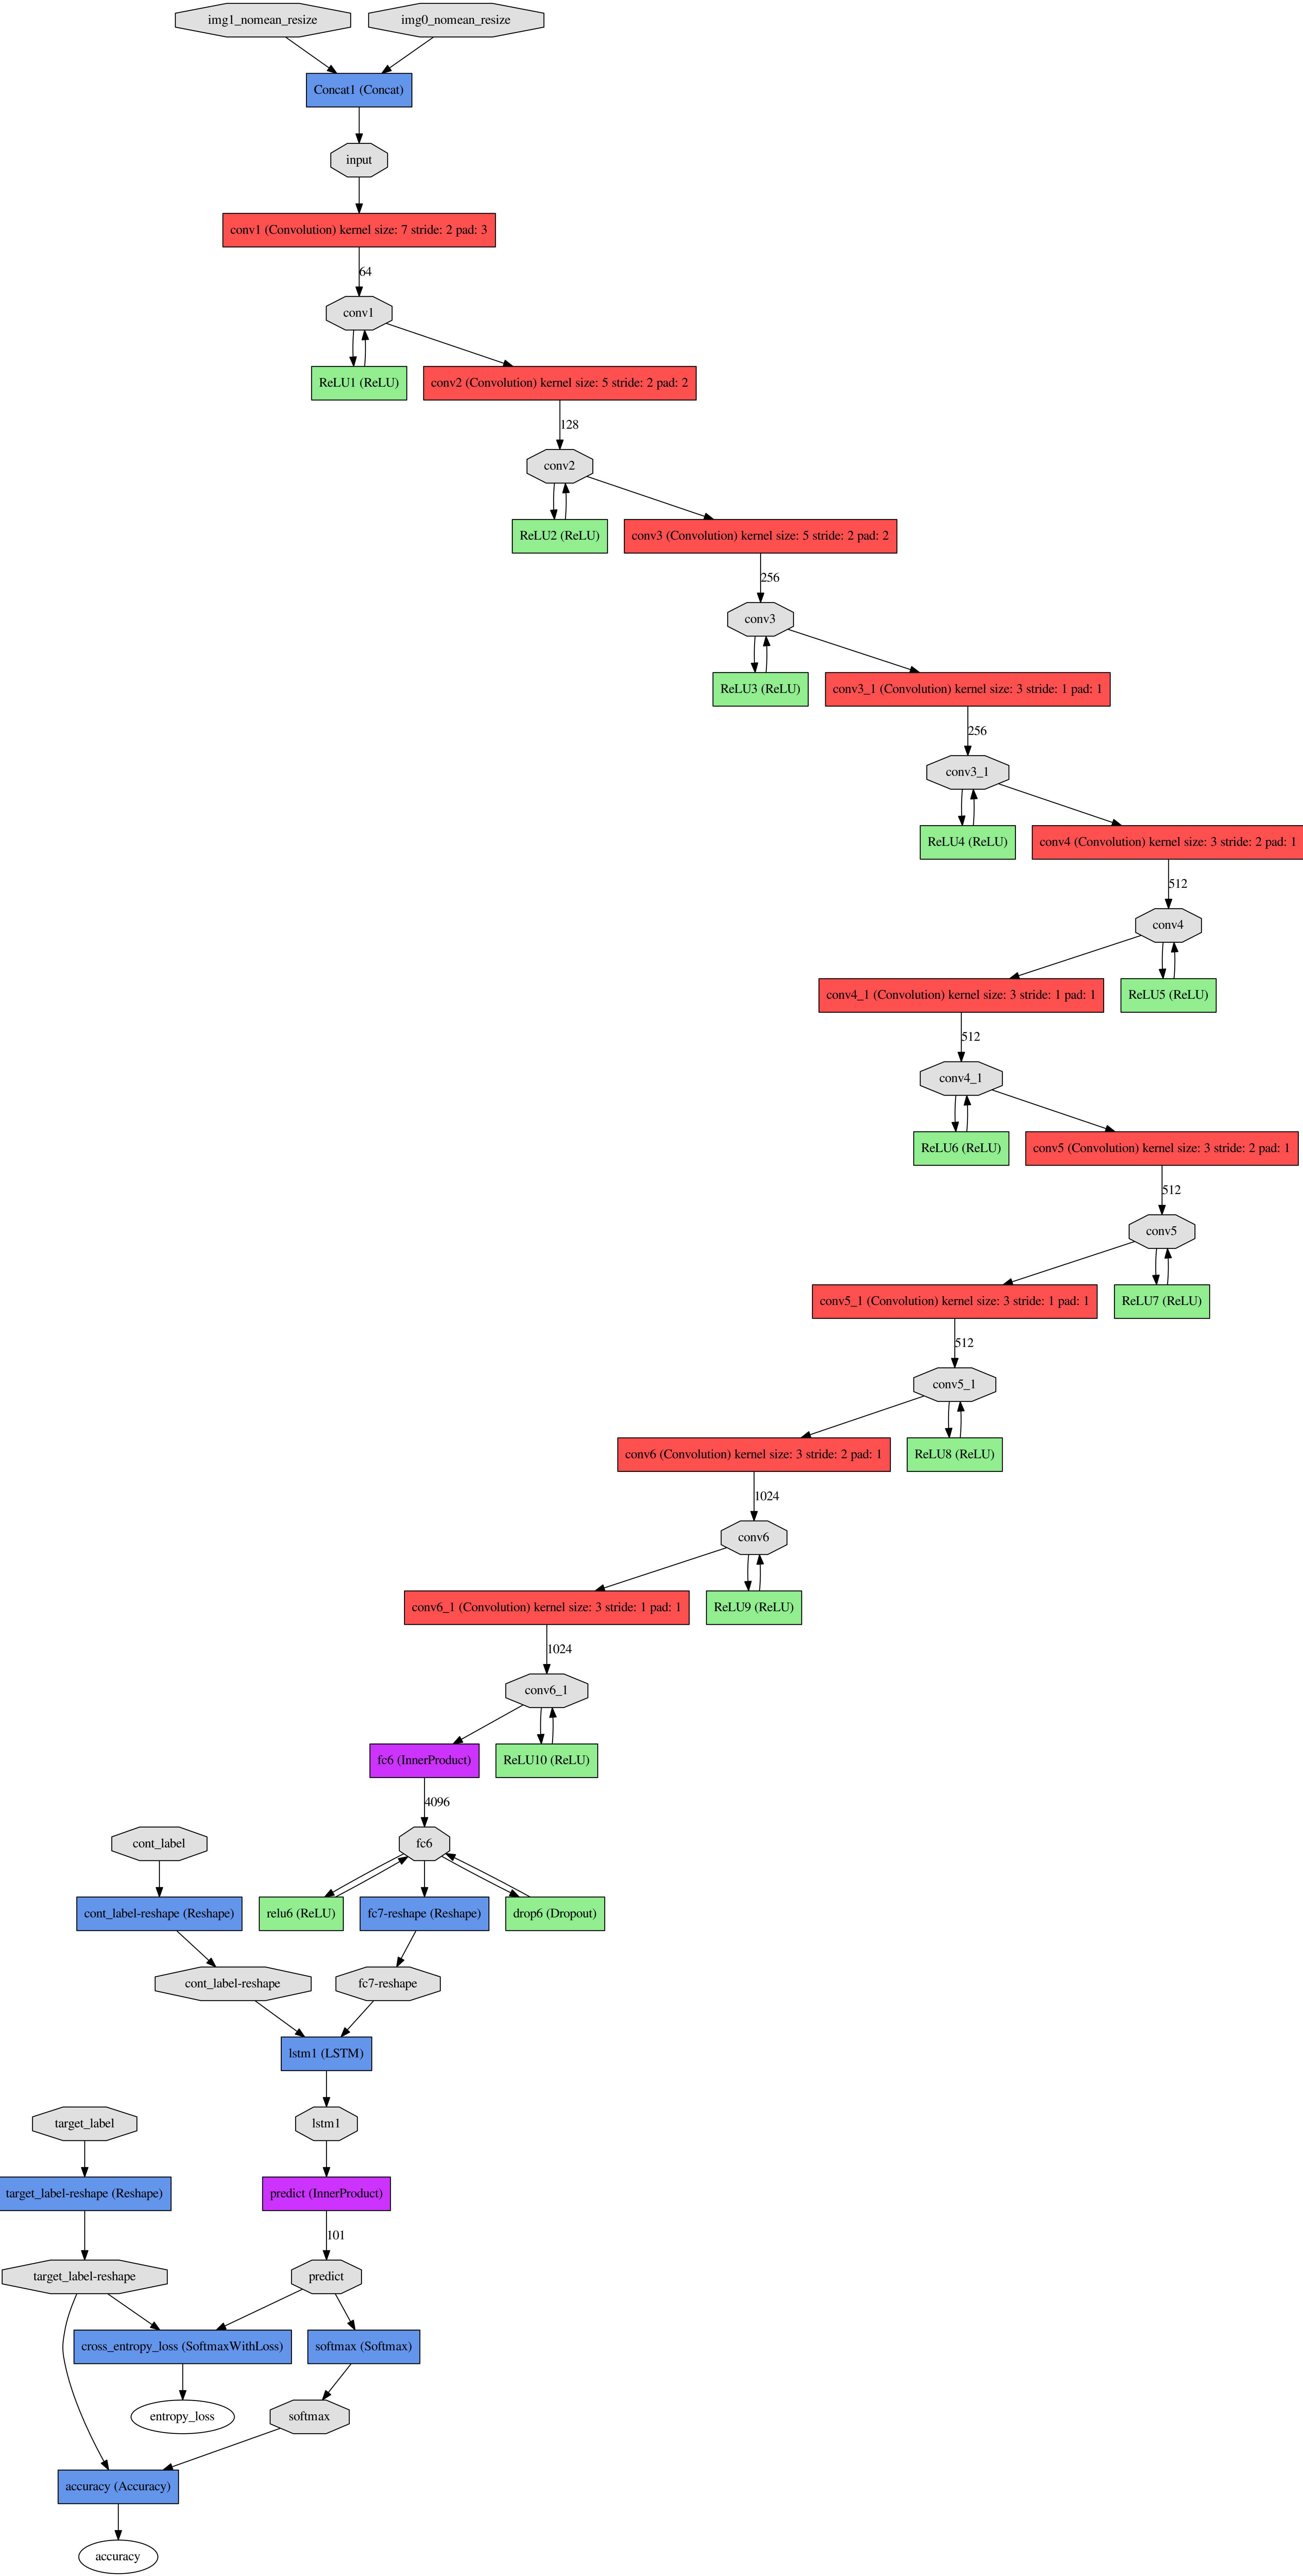 img1_nomean_resize
img0_nomean_resize
Concat1 (Concat)
input
conv1 (Convolution) kernel size: 7 stride: 2 pad: 3
64
conv1
ReLU1 (ReLU)
conv2 (Convolution) kernel size: 5 stride: 2 pad: 2
128
conv2
ReLU2 (ReLU)
conv3 (Convolution) kernel size: 5 stride: 2 pad: 2
256
conv3
ReLU3 (ReLU)
conv3_1 (Convolution) kernel size: 3 stride: 1 pad: 1
256
conv3_1
ReLU4 (ReLU)
conv4 (Convolution) kernel size: 3 stride: 2 pad: 1
512
conv4
conv4_1 (Convolution) kernel size: 3 stride: 1 pad: 1
ReLU5 (ReLU)
512
conv4_1
ReLU6 (ReLU)
conv5 (Convolution) kernel size: 3 stride: 2 pad: 1
512
conv5
conv5_1 (Convolution) kernel size: 3 stride: 1 pad: 1
ReLU7 (ReLU)
512
conv5_1
conv6 (Convolution) kernel size: 3 stride: 2 pad: 1
ReLU8 (ReLU)
1024
conv6
conv6_1 (Convolution) kernel size: 3 stride: 1 pad: 1
ReLU9 (ReLU)
1024
conv6_1
fc6 (InnerProduct)
ReLU10 (ReLU)
4096
cont_label
fc6
cont_label-reshape (Reshape)
relu6 (ReLU)
fc7-reshape (Reshape)
drop6 (Dropout)
cont_label-reshape
fc7-reshape
lstm1 (LSTM)
target_label
lstm1
target_label-reshape (Reshape)
predict (InnerProduct)
101
target_label-reshape
predict
cross_entropy_loss (SoftmaxWithLoss)
softmax (Softmax)
entropy_loss
softmax
accuracy (Accuracy)
accuracy